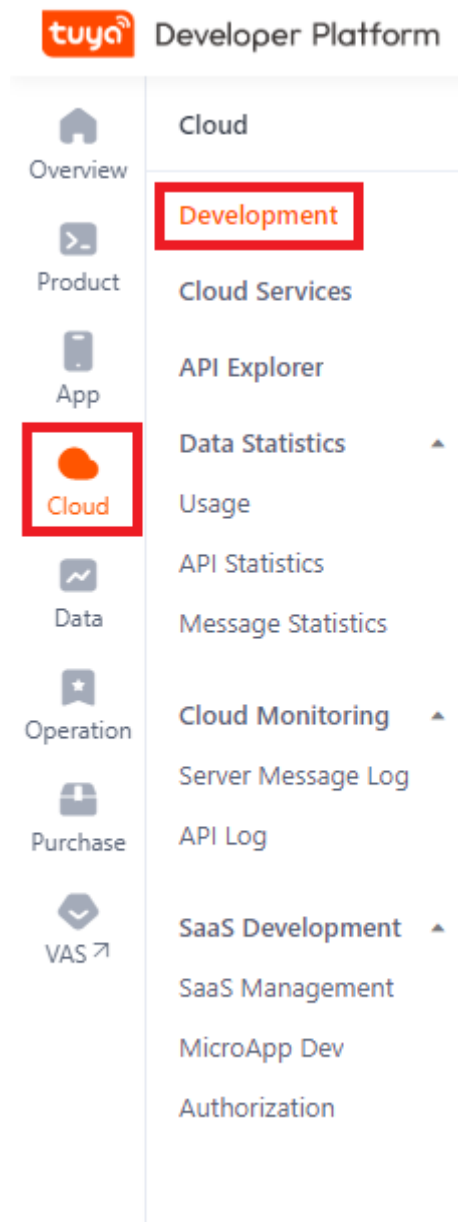 tuya Developer Platform
Overview
Product
App
Cloud
Data
Operation
Purchase
VAS
Cloud
Development
Cloud Services
API Explorer
Data Statistics
Usage
API Statistics
Message Statistics
Cloud Monitoring
Server Message Log
API Log
SaaS Development
SaaS Management
MicroApp Dev
Authorization